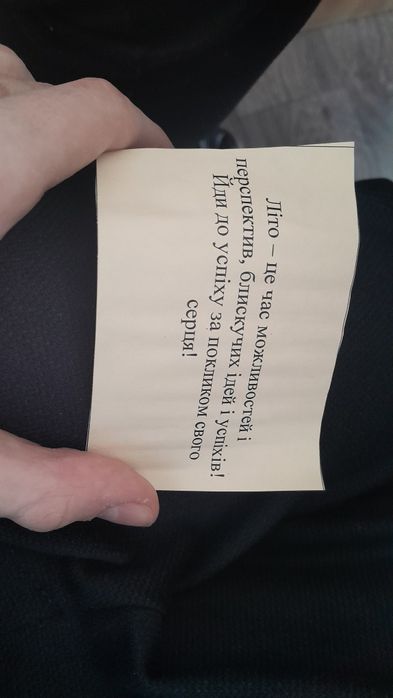 Літо – це час можливостей і
перспектив, блискучих ідей і успіхів!
Йди до успіху за покликом свого
серця!